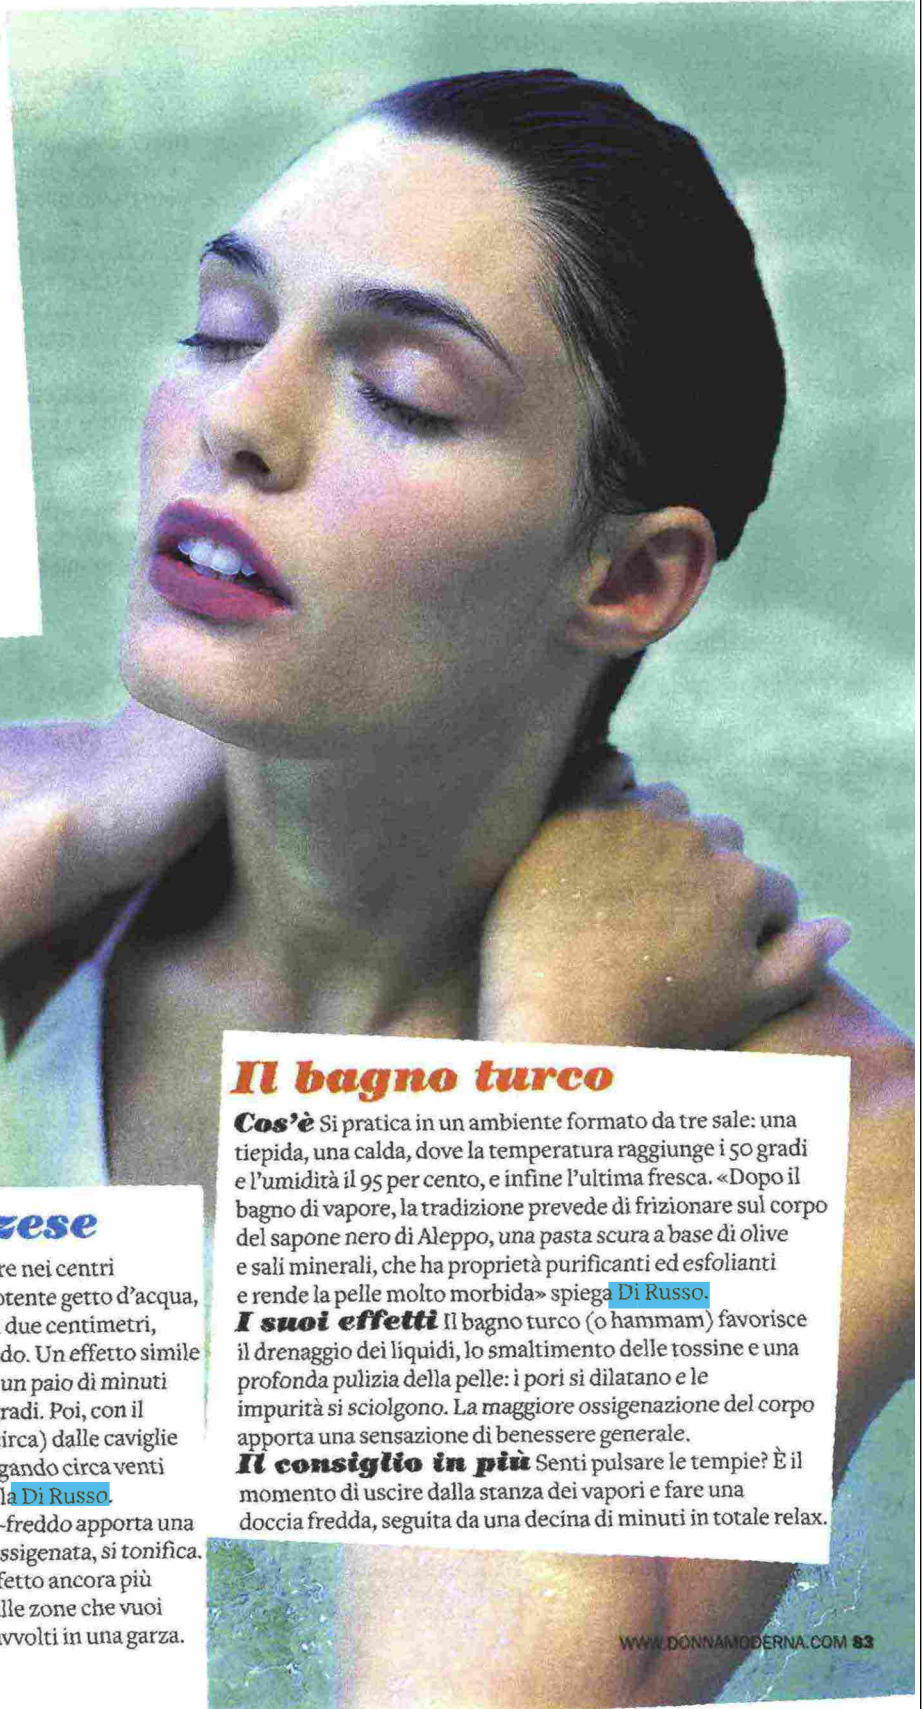 Il bagno turco
Cos'è Si pratica in un ambiente formato da tre sale: una
tiepida, una calda, dove la temperatura raggiunge i 50 gradi
e l'umidità il 95 per cento, e infine l'ultima fresca. «Dopo il
bagno di vapore, la tradizione prevede di frizionare sul corpo
del sapone nero di Aleppo, una pasta scura a base di olive
e sali minerali, che ha proprietà purificanti ed esfolianti
e rende la pelle molto morbida» spiega Di Russo.
I suoi effetti Il bagno turco (o hammam) favorisce
il drenaggio dei liquidi, lo smaltimento delle tossine e una
profonda pulizia della pelle: i pori si dilatano e le
impurità si sciolgono. La maggiore ossigenazione del corpo
apporta una sensazione di benessere generale.
Il consiglio in più Senti pulsare le tempie? È il
momento di uscire dalla stanza dei vapori e fare una
doccia fredda, seguita da una decina di minuti in totale relax.
zese
re nei centri
otente getto d'acqua,
due centimetri,
do. Un effetto simile
un paio di minuti
radi. Poi, con il
irca) dalle caviglie
gando circa venti
la Di Russo.
-freddo apporta una
ssigenata, si tonifica.
fetto ancora più
lle zone che vuoi
vvolti in una garza.
WWW.DONNAMODERNA.COM 83